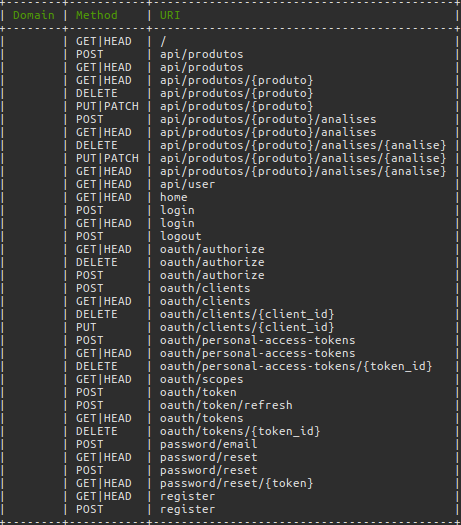 +--------+-----------+-----------------------------------------+
| Domain | Method    | URI                                     |
+--------+-----------+-----------------------------------------+
|        | GET|HEAD  | /                                       |
|        | POST      | api/produtos                            |
|        | GET|HEAD  | api/produtos                            |
|        | GET|HEAD  | api/produtos/{produto}                  |
|        | DELETE    | api/produtos/{produto}                  |
|        | PUT|PATCH | api/produtos/{produto}                  |
|        | POST      | api/produtos/{produto}/analises         |
|        | GET|HEAD  | api/produtos/{produto}/analises         |
|        | DELETE    | api/produtos/{produto}/analises/{analise} |
|        | PUT|PATCH | api/produtos/{produto}/analises/{analise} |
|        | GET|HEAD  | api/produtos/{produto}/analises/{analise} |
|        | GET|HEAD  | api/user                                |
|        | GET|HEAD  | home                                    |
|        | POST      | login                                   |
|        | GET|HEAD  | login                                   |
|        | POST      | logout                                  |
|        | GET|HEAD  | oauth/authorize                         |
|        | DELETE    | oauth/authorize                         |
|        | POST      | oauth/authorize                         |
|        | POST      | oauth/clients                           |
|        | GET|HEAD  | oauth/clients                           |
|        | DELETE    | oauth/clients/{client_id}               |
|        | PUT       | oauth/clients/{client_id}               |
|        | POST      | oauth/personal-access-tokens            |
|        | GET|HEAD  | oauth/personal-access-tokens            |
|        | DELETE    | oauth/personal-access-tokens/{token_id} |
|        | GET|HEAD  | oauth/scopes                            |
|        | POST      | oauth/token                             |
|        | POST      | oauth/token/refresh                     |
|        | GET|HEAD  | oauth/tokens                            |
|        | DELETE    | oauth/tokens/{token_id}                 |
|        | POST      | password/email                          |
|        | GET|HEAD  | password/reset                          |
|        | POST      | password/reset                          |
|        | GET|HEAD  | password/reset/{token}                  |
|        | GET|HEAD  | register                                |
|        | POST      | register                                |
+--------+-----------+-----------------------------------------+